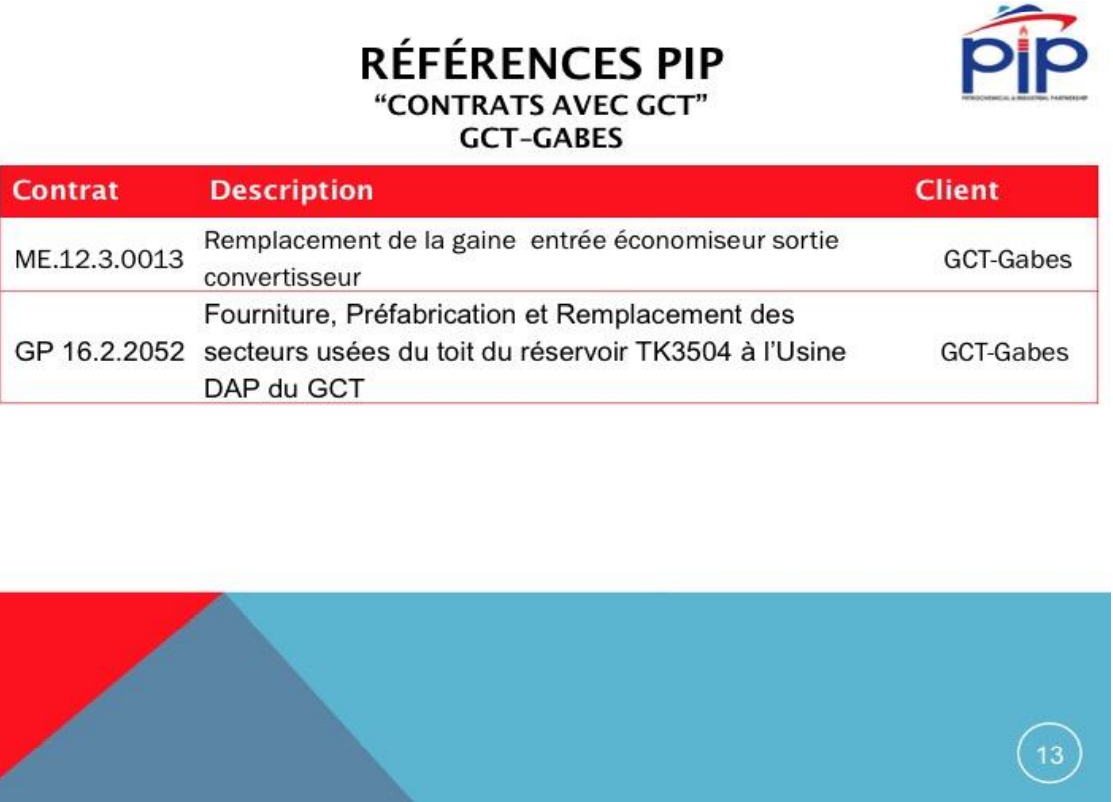 RÉFÉRENCES PIP
“CONTRATS AVEC GCT”
GCT-GABES
pip
PETROCHEMICAL & INDUSTRIAL PARTNERSHIP
Contrat Description Client
ME.12.3.0013 Remplacement de la gaine entrée économiseur sortie convertisseur GCT-Gabes
GP 16.2.2052 Fourniture, Préfabrication et Remplacement des secteurs usées du toit du réservoir TK3504 à l’Usine DAP du GCT GCT-Gabes
13